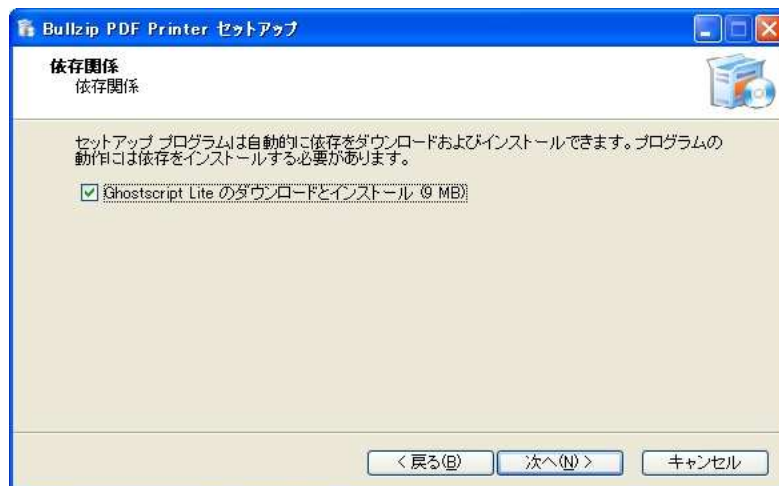 Bullzip PDF Printer セットアップ
依存関係
依存関係
セットアップ プログラムは自動的に依存をダウンロードおよびインストールできます。プログラムの
動作には依存をインストールする必要があります。
Ghostscript Lite のダウンロードとインストール (9 MB)
< 戻る(B)
次へ(N) >
キャンセル